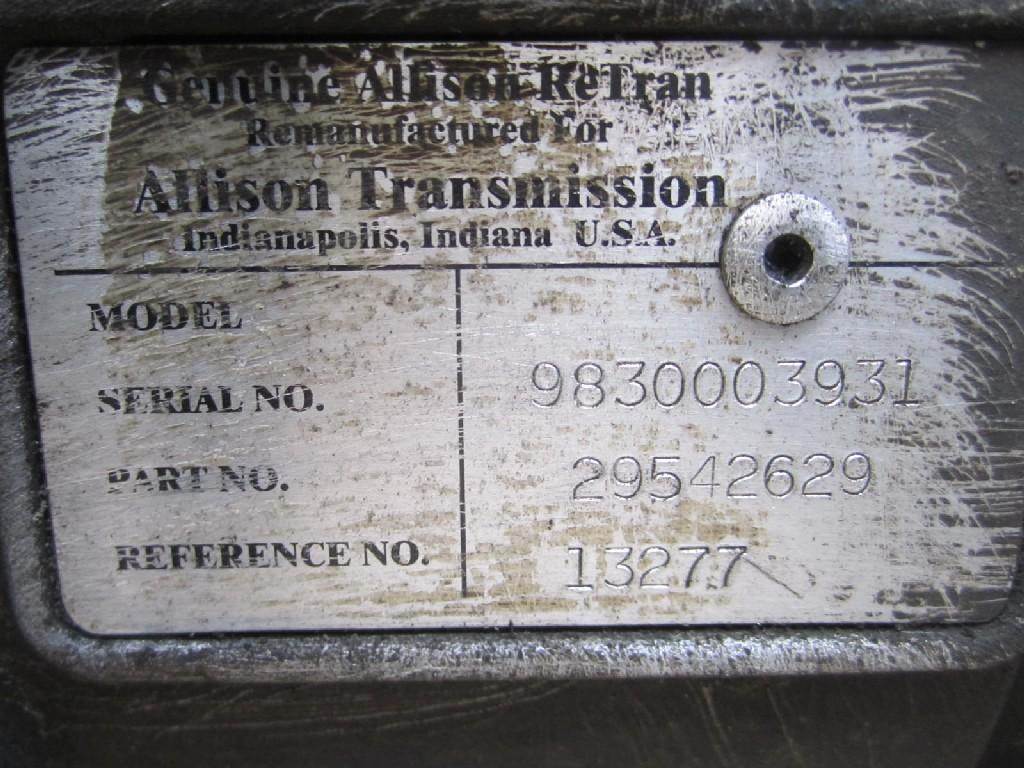 Genuine Allison ReTran
Remanufactured For
Allison Transmission
Indianapolis, Indiana U.S.A.
MODEL
SERIAL NO. 9830003931
PART NO. 29542629
REFERENCE NO. 13277